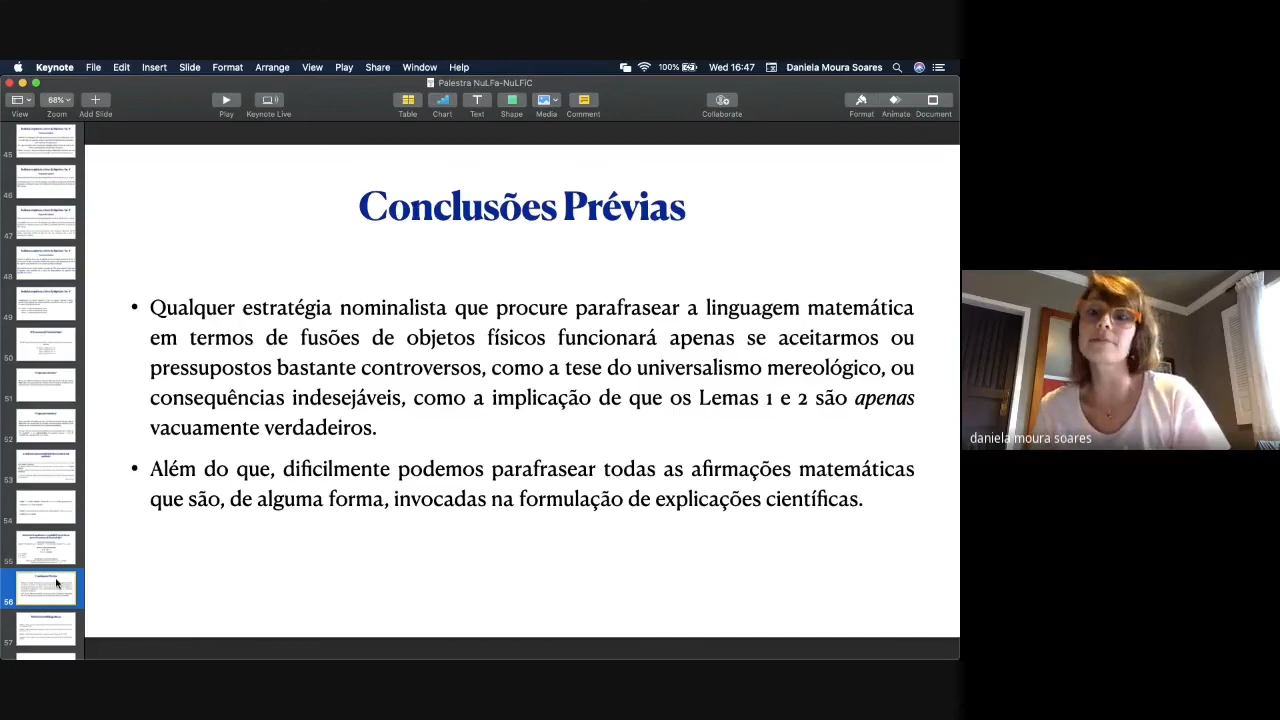 Keynote File Edit Insert Slide Format Arrange View Play Share Window Help 100% Wed 16:47 Daniela Moura Soares
Palestra NuLFa-NuLFiC
68%
View Zoom Add Slide Play Keynote Live Table Chart Text Shape Media Comment Collaborate Format Animate Document
45
46
47
48
49
50
51
52
53
54
55
56
57
Conclusões Prévias
• Qualquer estratégia nominalista que procure parafrasear a linguagem matemática
em termos de fusões de objetos físicos funcionará apenas se aceitarmos ou
pressupostos bastante controversos, como a tese do universalismo mereológico, ou
consequências indesejáveis, como a implicação de que os Lemas 1 e 2 são apenas
vacuamente verdadeiros.
• Além do que, dificilmente poderemos parafrasear todas as afirmações matemáticas
que são, de alguma forma, invocadas na formulação de explicações científicas.
daniela moura soares